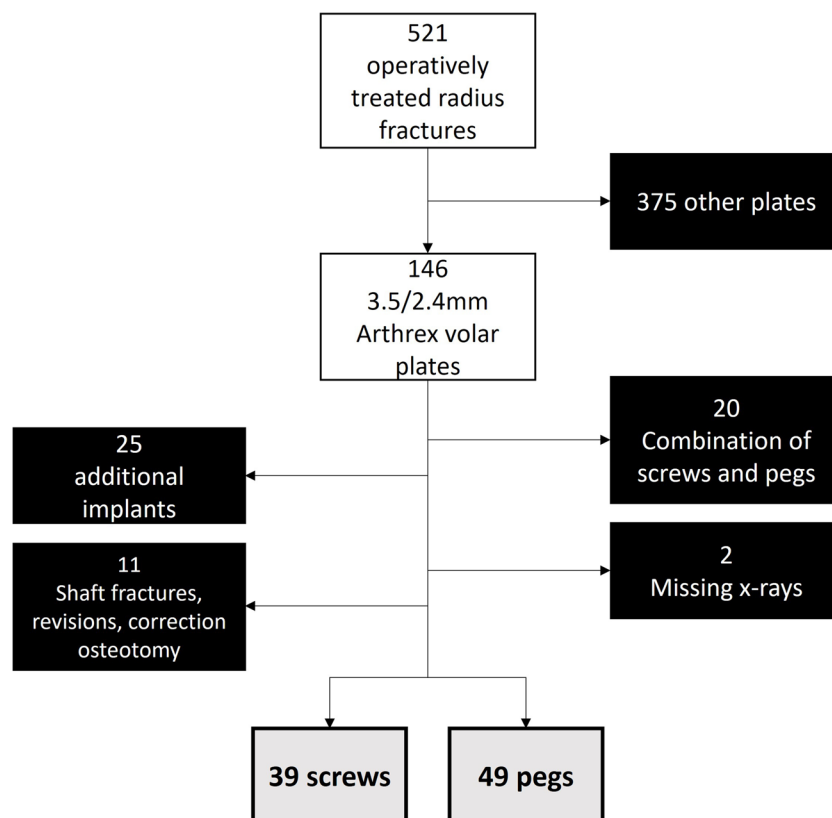 521
operatively
treated radius
fractures
375 other plates
146
3.5/2.4mm
Arthrex volar
plates
20
Combination of
screws and pegs
25
additional
implants
2
Missing x-rays
11
Shaft fractures,
revisions, correction
osteotomy
39 screws
49 pegs